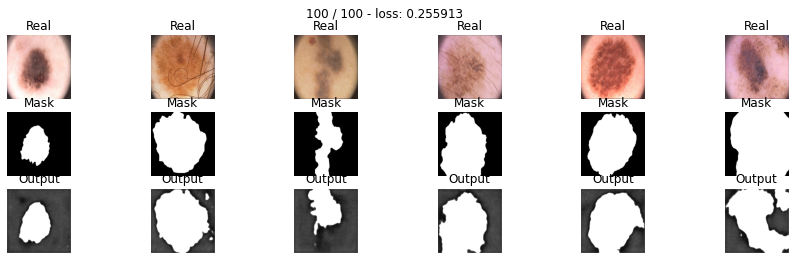 100 / 100 - loss: 0.255913
Real Real Real Real Real Real
Mask Mask Mask Mask Mask Mask
Output Output Output Output Output Output